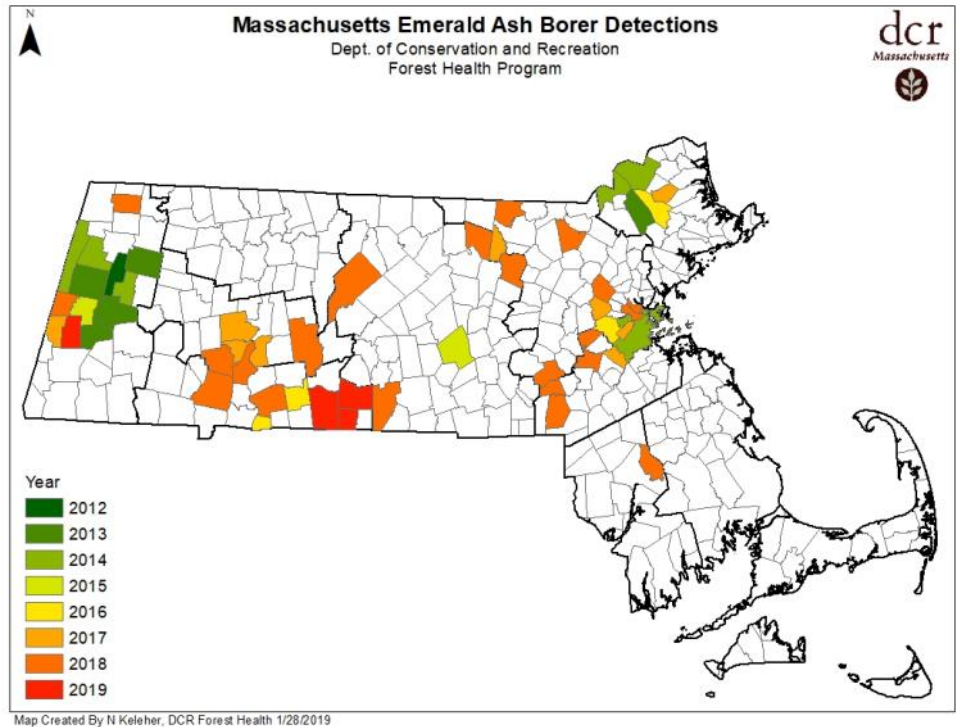 N
Massachusetts Emerald Ash Borer Detections
Dept. of Conservation and Recreation
Forest Health Program
dcr
Massachusetts
Year
2012
2013
2014
2015
2016
2017
2018
2019
Map Created By N Keleher, DCR Forest Health 1/28/2019